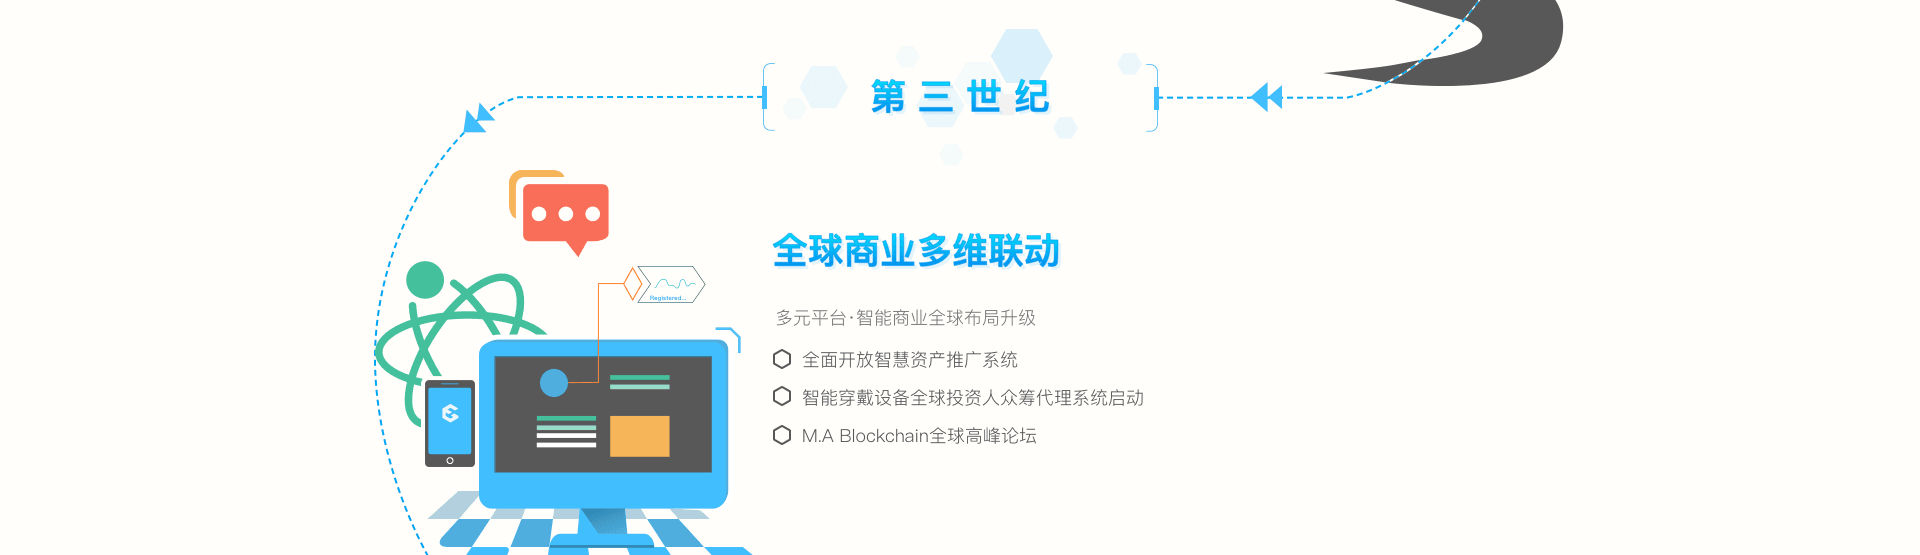 第三世纪
全球商业多维联动
Registered...
多元平台·智能商业全球布局升级
全面开放智慧资产推广系统
智能穿戴设备全球投资人众筹代理系统启动
M.A Blockchain全球高峰论坛